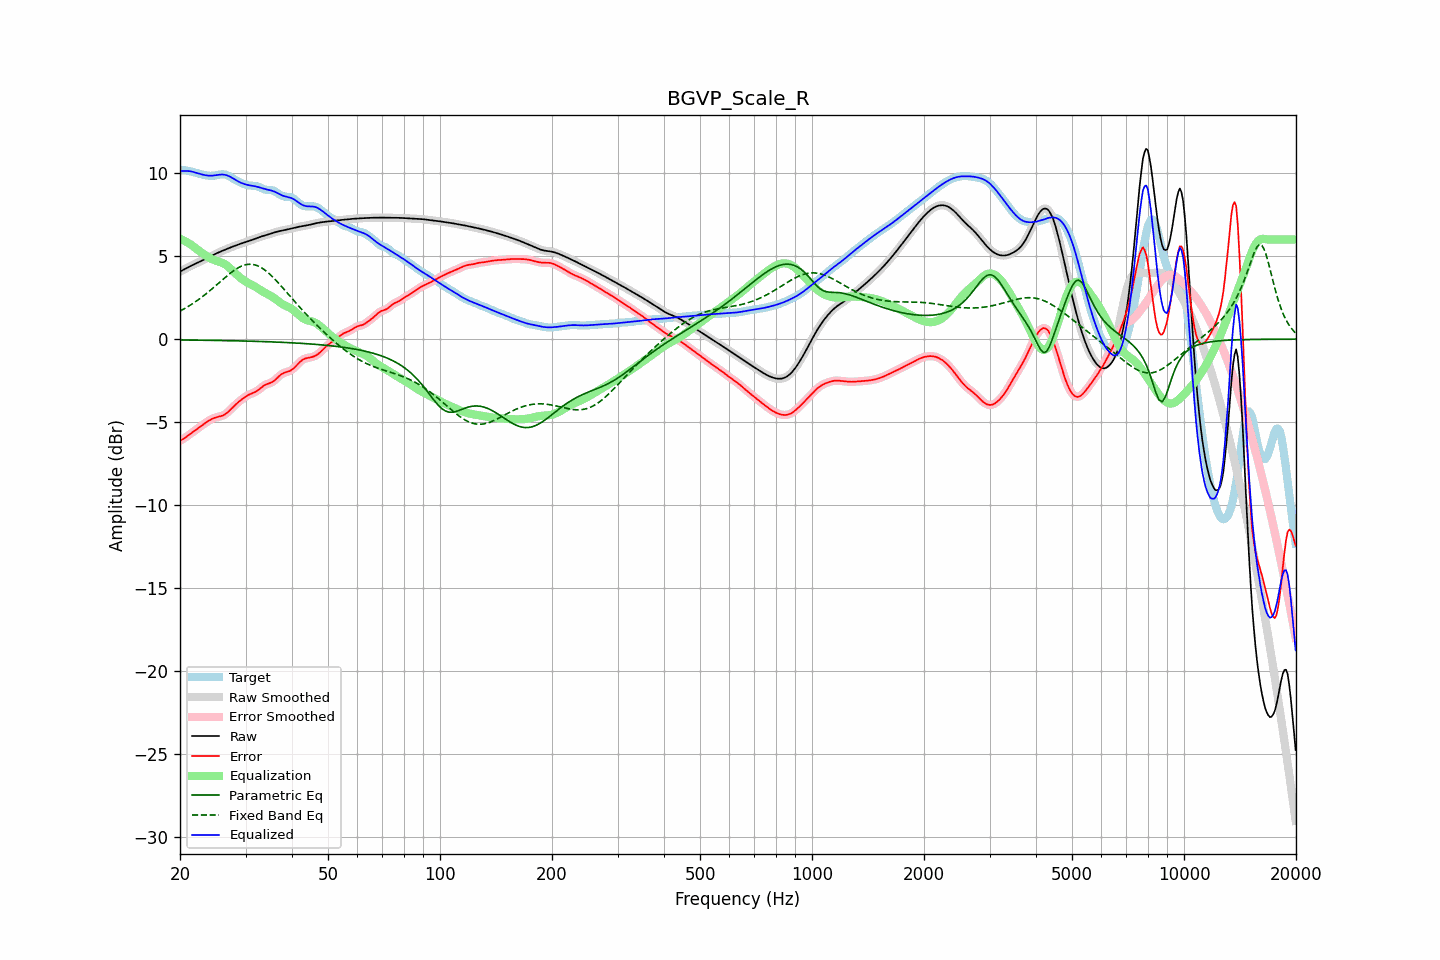 BGVP_Scale_R
Amplitude (dBr)
10
5
0
−5
−10
−15
−20
−25
−30
Target
Raw Smoothed
Error Smoothed
Raw
Error
Equalization
Parametric Eq
Fixed Band Eq
Equalized
20 50 100 200 500 1000 2000 5000 10000 20000
Frequency (Hz)